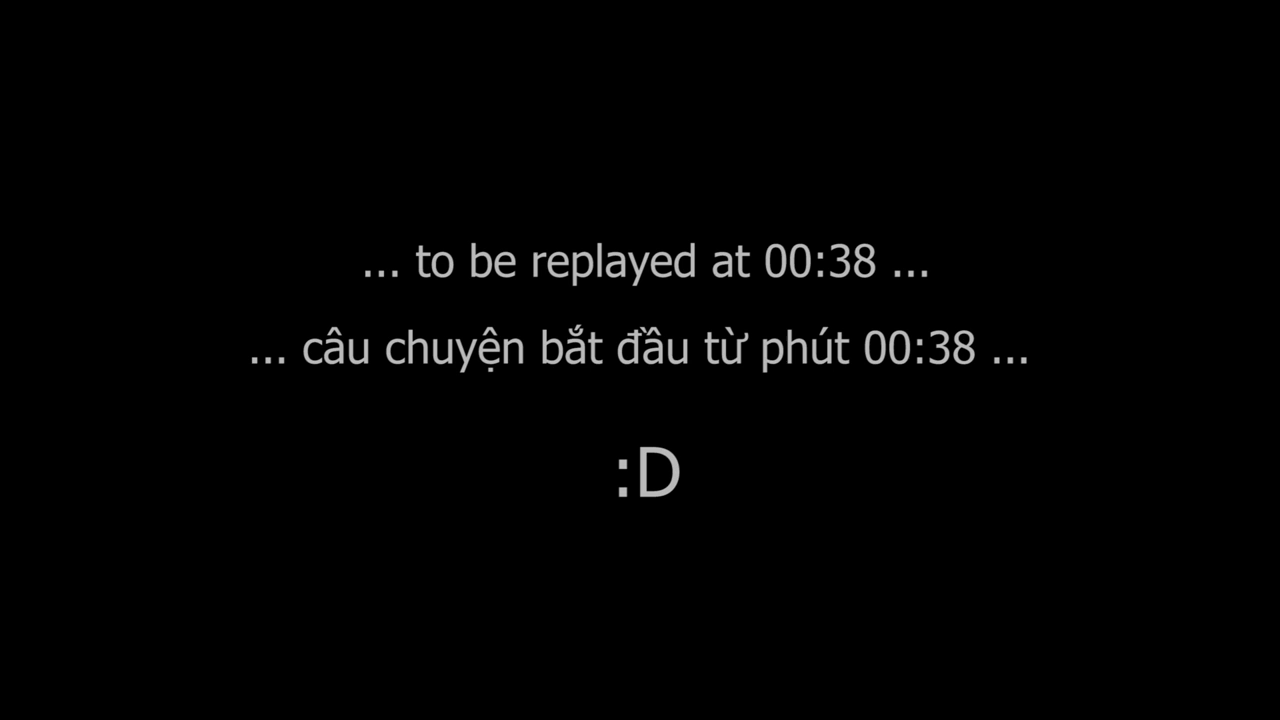 ... to be replayed at 00:38 ...
... câu chuyện bắt đầu từ phút 00:38 ...
:D